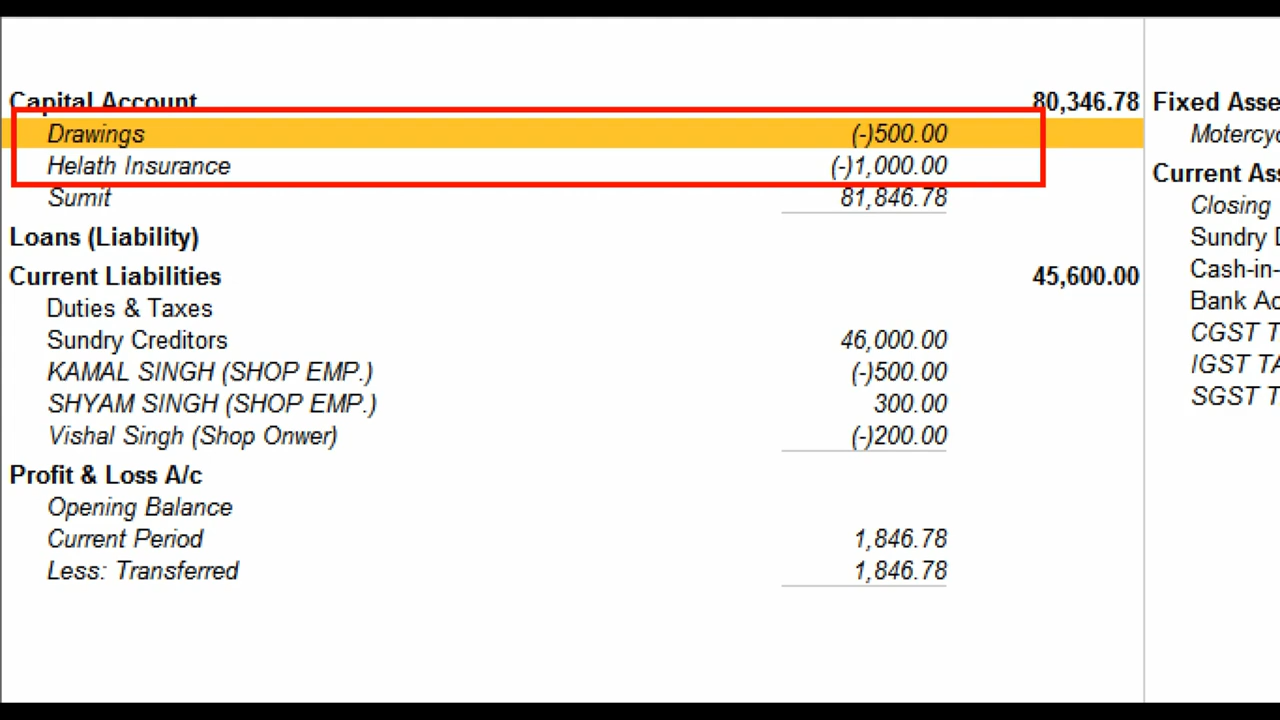 Capital Account 80,346.78
Drawings (-)500.00
Helath Insurance (-)1,000.00
Sumit 81,846.78
Loans (Liability)
Current Liabilities 45,600.00
Duties & Taxes
Sundry Creditors 46,000.00
KAMAL SINGH (SHOP EMP.) (-)500.00
SHYAM SINGH (SHOP EMP.) 300.00
Vishal Singh (Shop Onwer) (-)200.00
Profit & Loss A/c
Opening Balance
Current Period 1,846.78
Less: Transferred 1,846.78
Fixed Asse
Motercyc
Current Ass
Closing
Sundry D
Cash-in-
Bank Ac
CGST T
IGST TA
SGST T